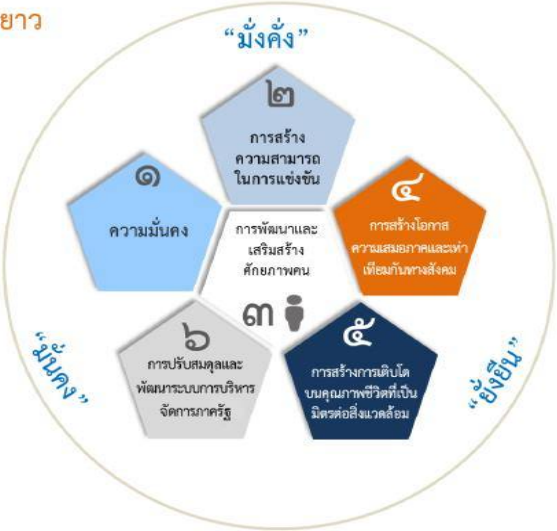 ยาว
“มั่งคั่ง”
๒
การสร้าง
ความสามารถ
ในการแข่งขัน
๑
ความมั่นคง
การพัฒนาและ
เสริมสร้าง
ศักยภาพคน
๓
๔
การสร้างโอกาส
ความเสมอภาคและเท่า
เทียมกันทางสังคม
๖
การปรับสมดุลและ
พัฒนาระบบการบริหาร
จัดการภาครัฐ
๕
การสร้างการเติบโต
บนคุณภาพชีวิตที่เป็น
มิตรต่อสิ่งแวดล้อม
“มั่นคง”
“ยั่งยืน”